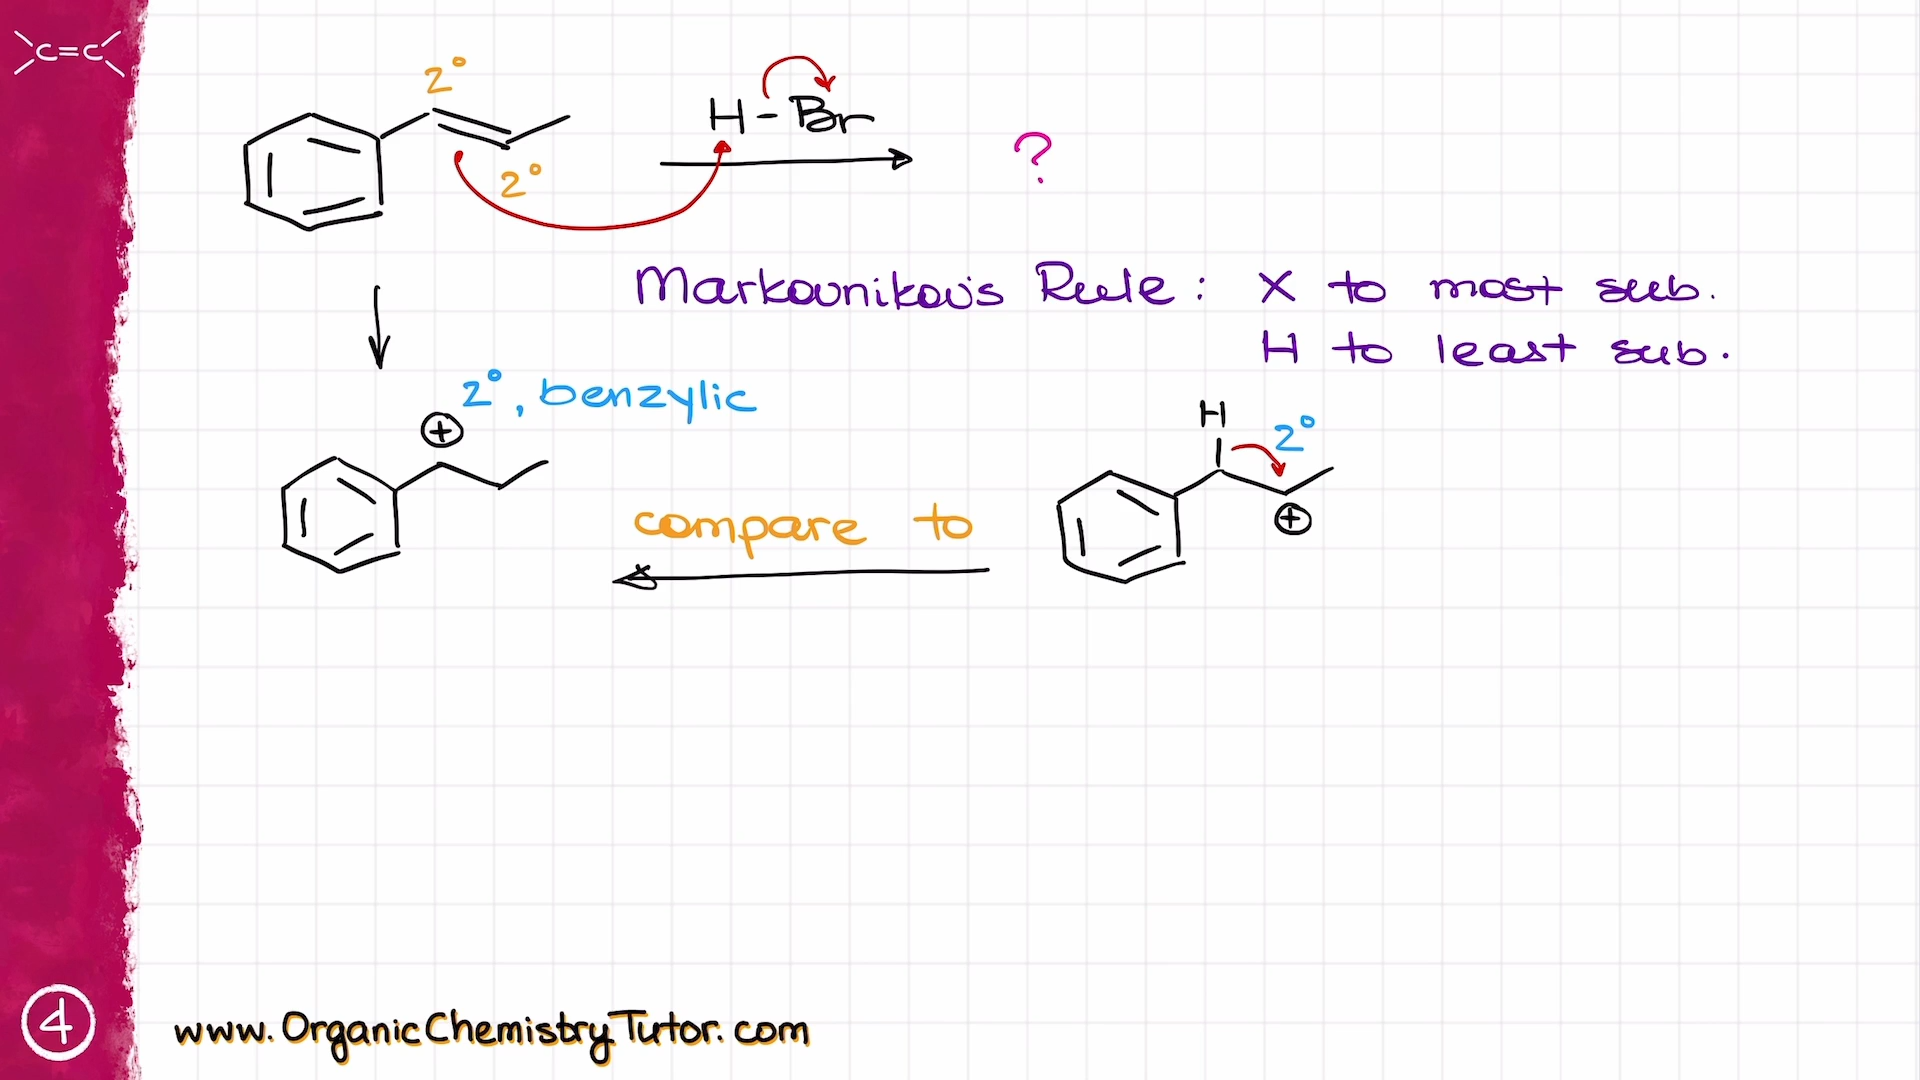 C=C
2°
H-Br
2°
?
Markovnikov's Rule: X to most sub.
H to least sub.
2°, benzylic
+
H
2°
compare to
+
4
www.OrganicChemistryTutor.com